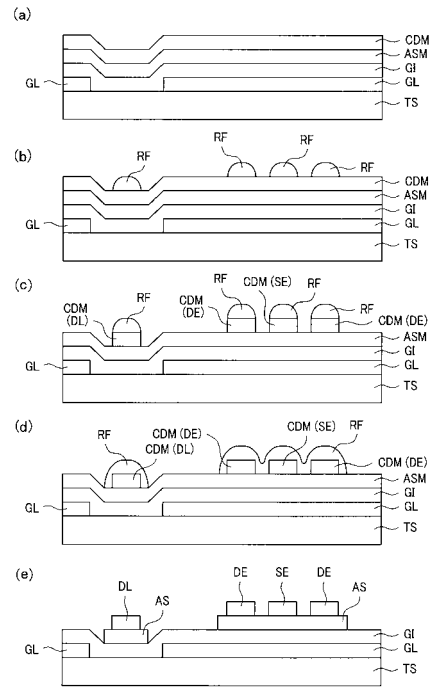 (a)
CDM
ASM
GI
GL
GL
TS
(b)
RF
RF
RF
RF
CDM
ASM
GI
GL
GL
TS
(c)
RF
CDM
(DL)
RF
CDM
(DE)
CDM (SE)
RF
RF
CDM (DE)
ASM
GI
GL
GL
TS
(d)
RF
CDM (DL)
CDM (DE)
CDM (SE)
RF
CDM (DE)
ASM
GI
GL
GL
TS
(e)
DL
AS
DE
SE
DE
AS
GI
GL
GL
TS